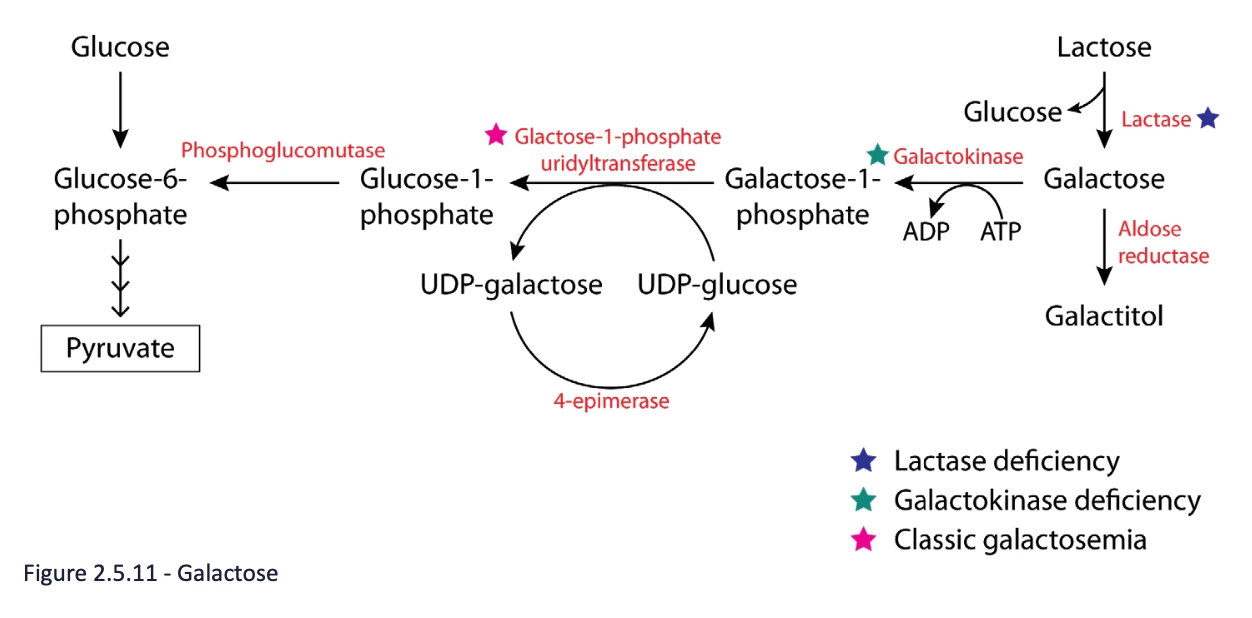 Glucose
Lactose
Glucose
Lactase
Phosphoglucomutase
Glactose-1-phosphate
uridyltransferase
Galactokinase
Glucose-6-
phosphate
Glucose-1-
phosphate
Galactose-1-
phosphate
Galactose
ADP
ATP
Aldose
reductase
UDP-galactose
UDP-glucose
Galactitol
Pyruvate
4-epimerase
Lactase deficiency
Galactokinase deficiency
Classic galactosemia
Figure 2.5.11 - Galactose